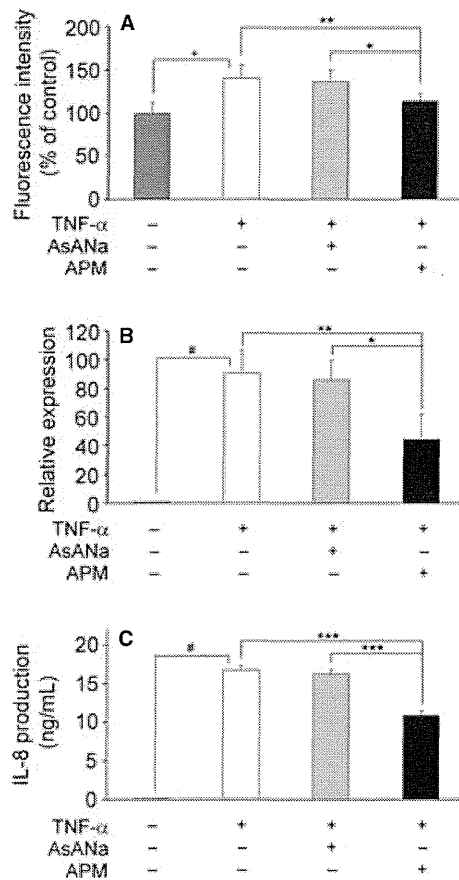 A
Fluorescence intensity
(% of control)
200
150
100
50
0
*
**
*
TNF-α – + + +
AsANa – – + –
APM – – – +
B
Relative expression
120
100
80
60
40
20
0
#
**
*
TNF-α – + + +
AsANa – – + –
APM – – – +
C
IL-8 production
(ng/mL)
20
15
10
5
0
#
***
***
TNF-α – + + +
AsANa – – + –
APM – – – +